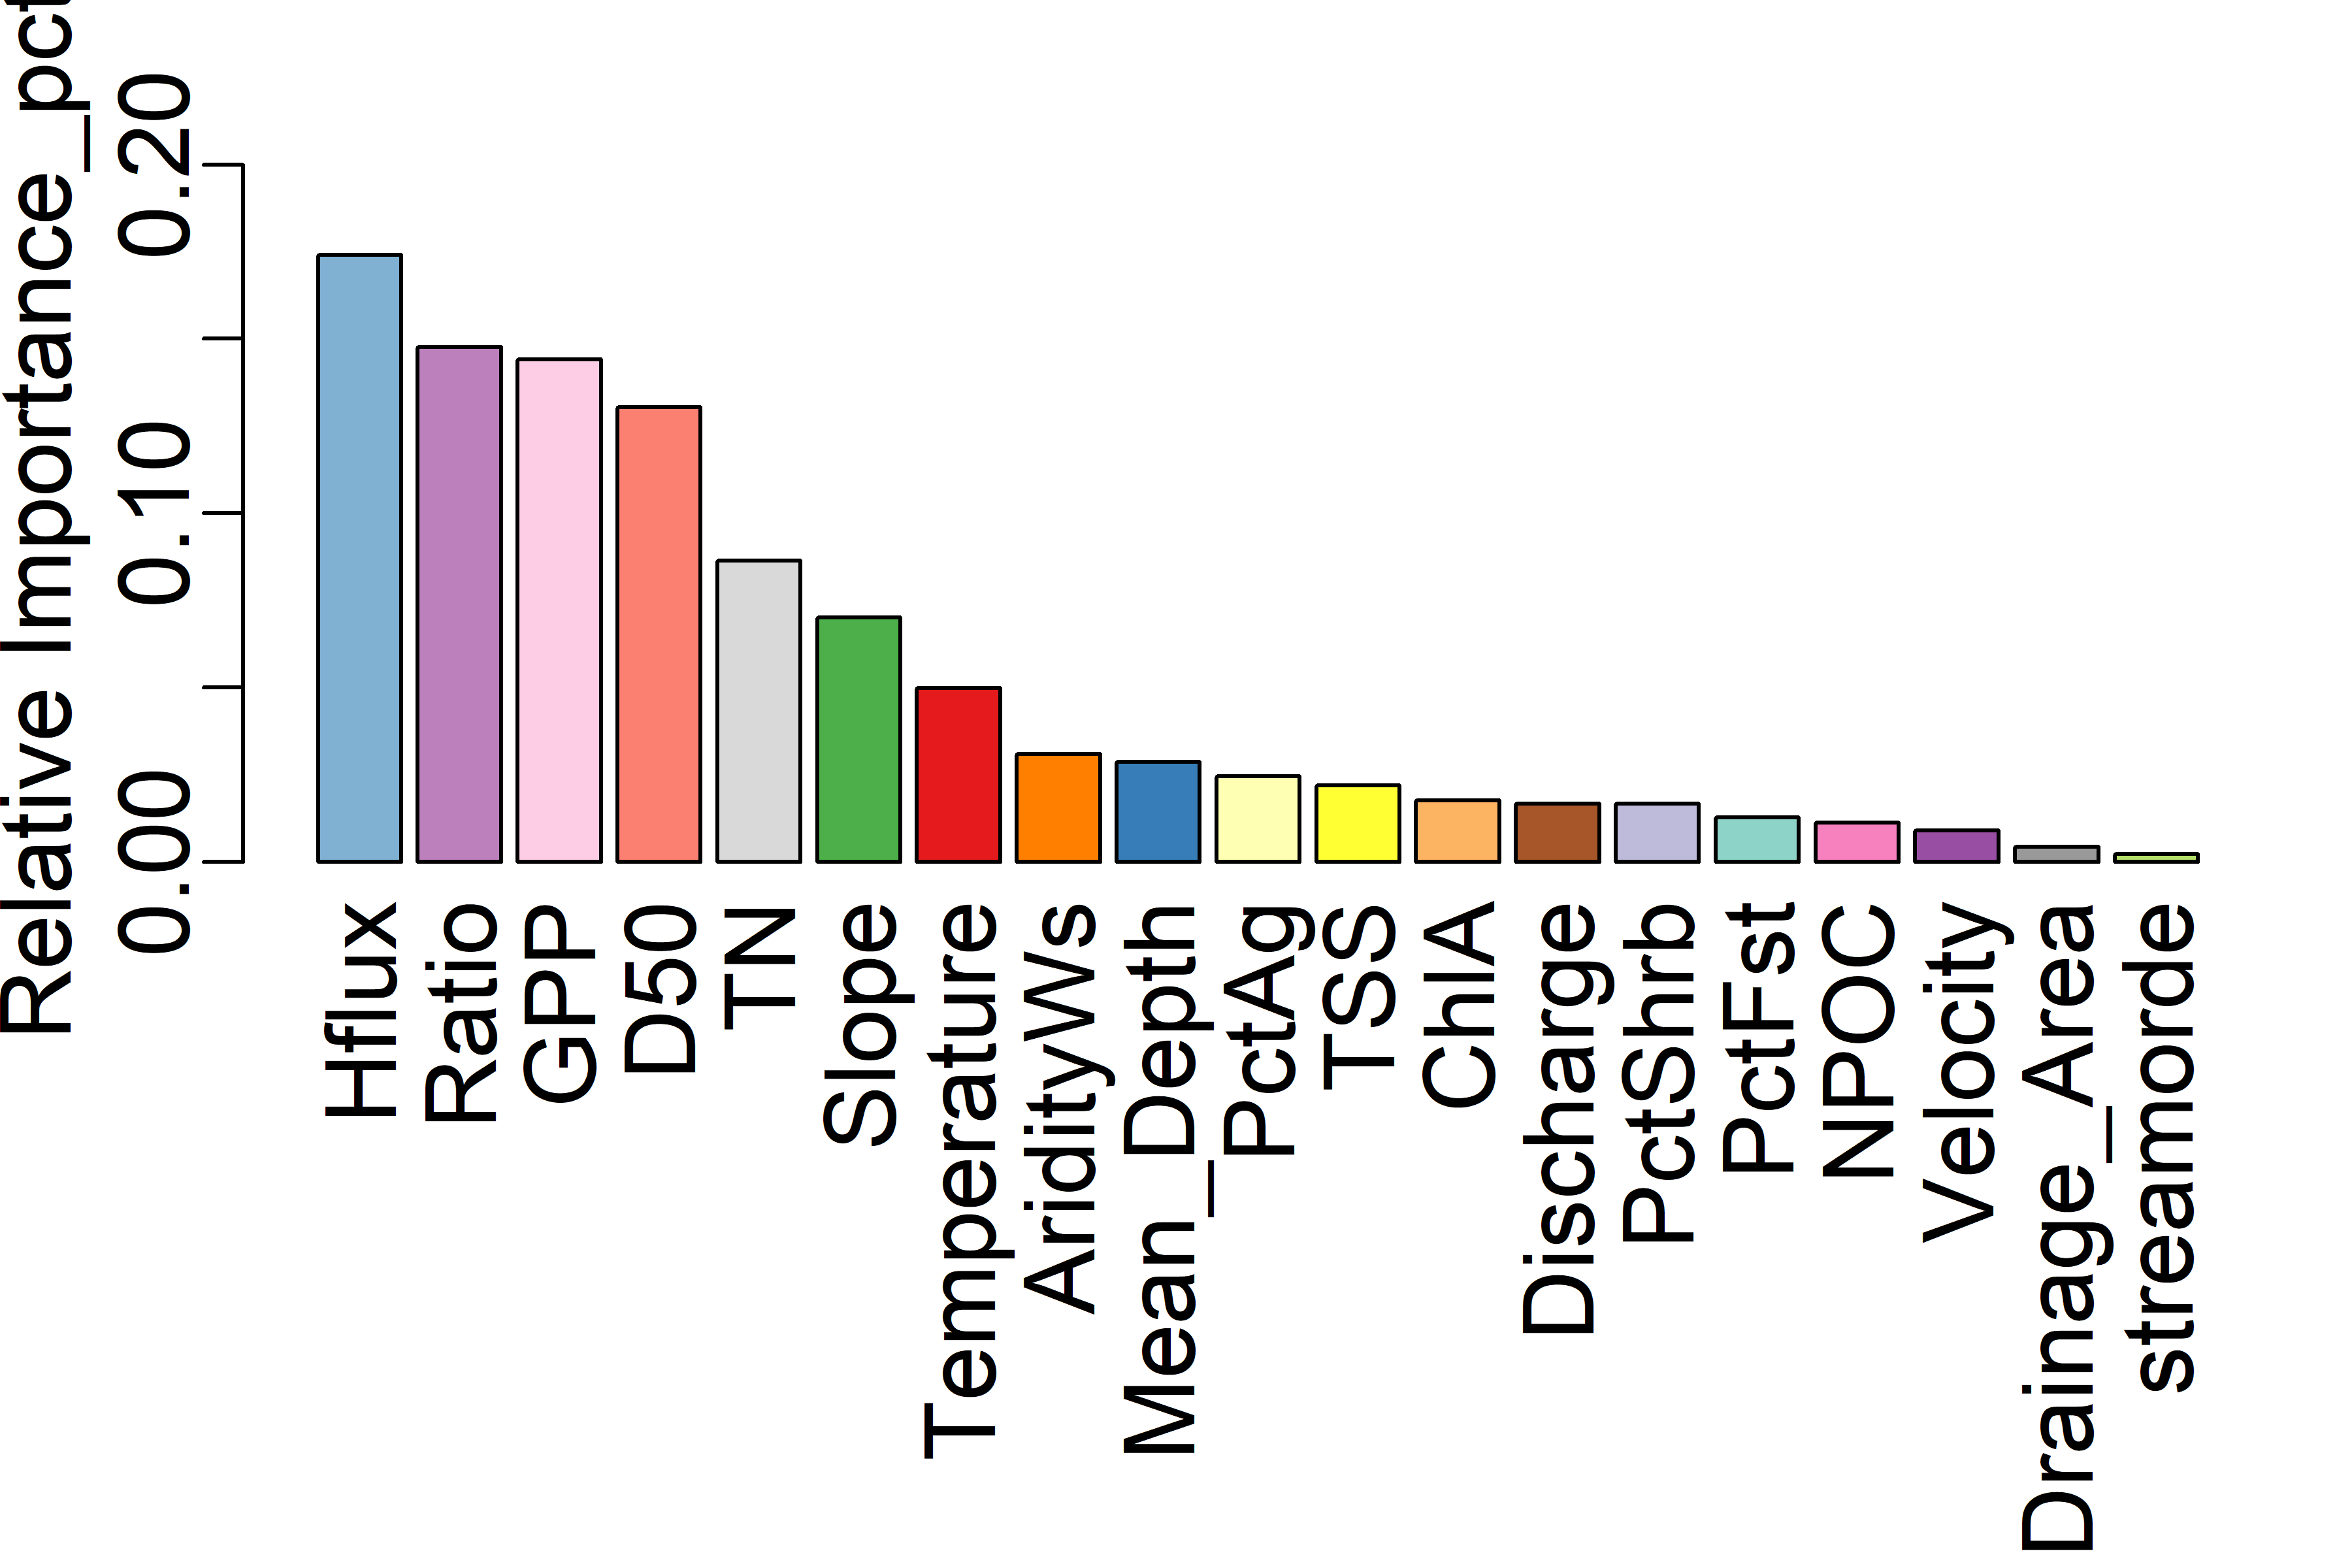 Relative Importance_pct
0.20
0.10
0.00
Hflux
Ratio
GPP
D50
TN
Slope
Temperature
AridityWs
Mean_Depth
PctAg
TSS
ChlA
Discharge
PctShrb
PctFst
NPOC
Velocity
Drainage_Area
streamorde